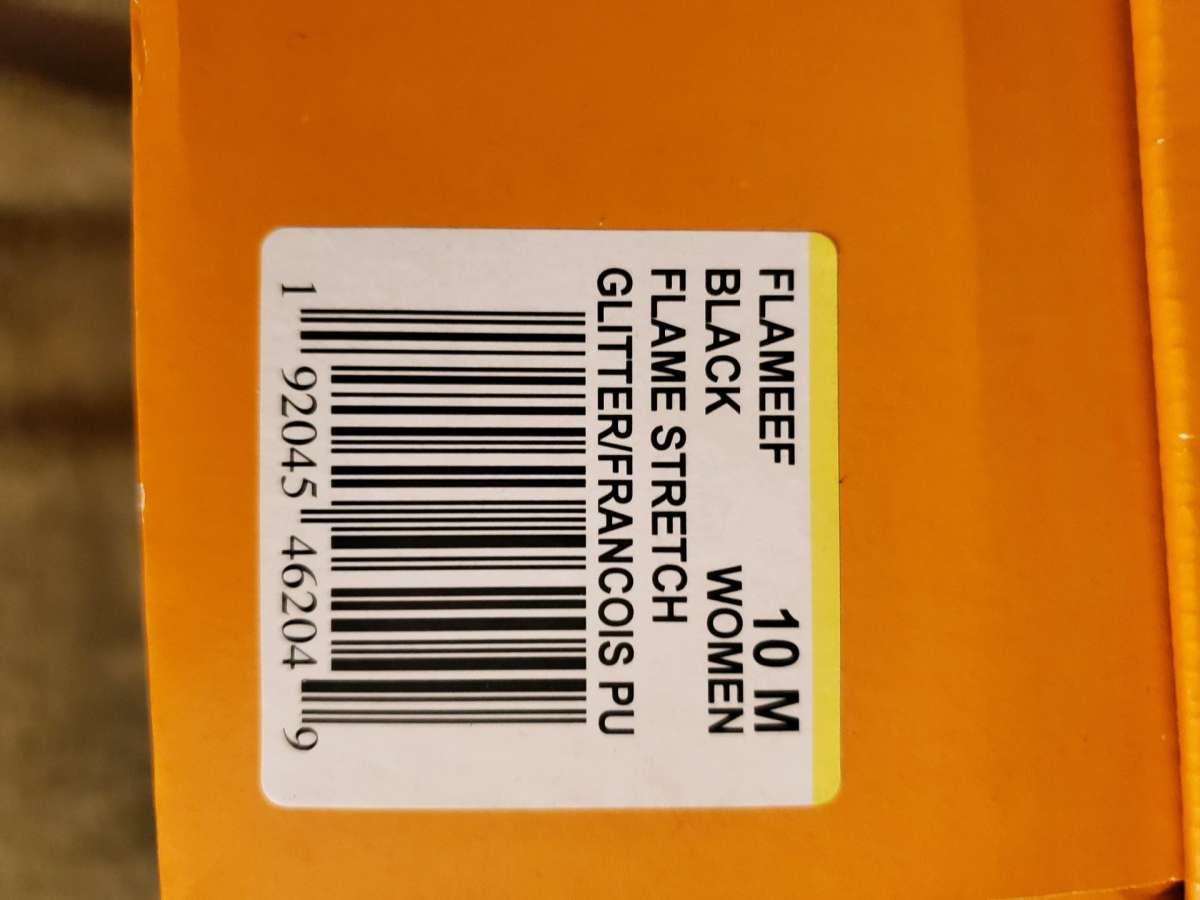 FLAMEEF 10 M
BLACK WOMEN
FLAME STRETCH
GLITTER/FRANCOIS PU
1 92045 46204 9